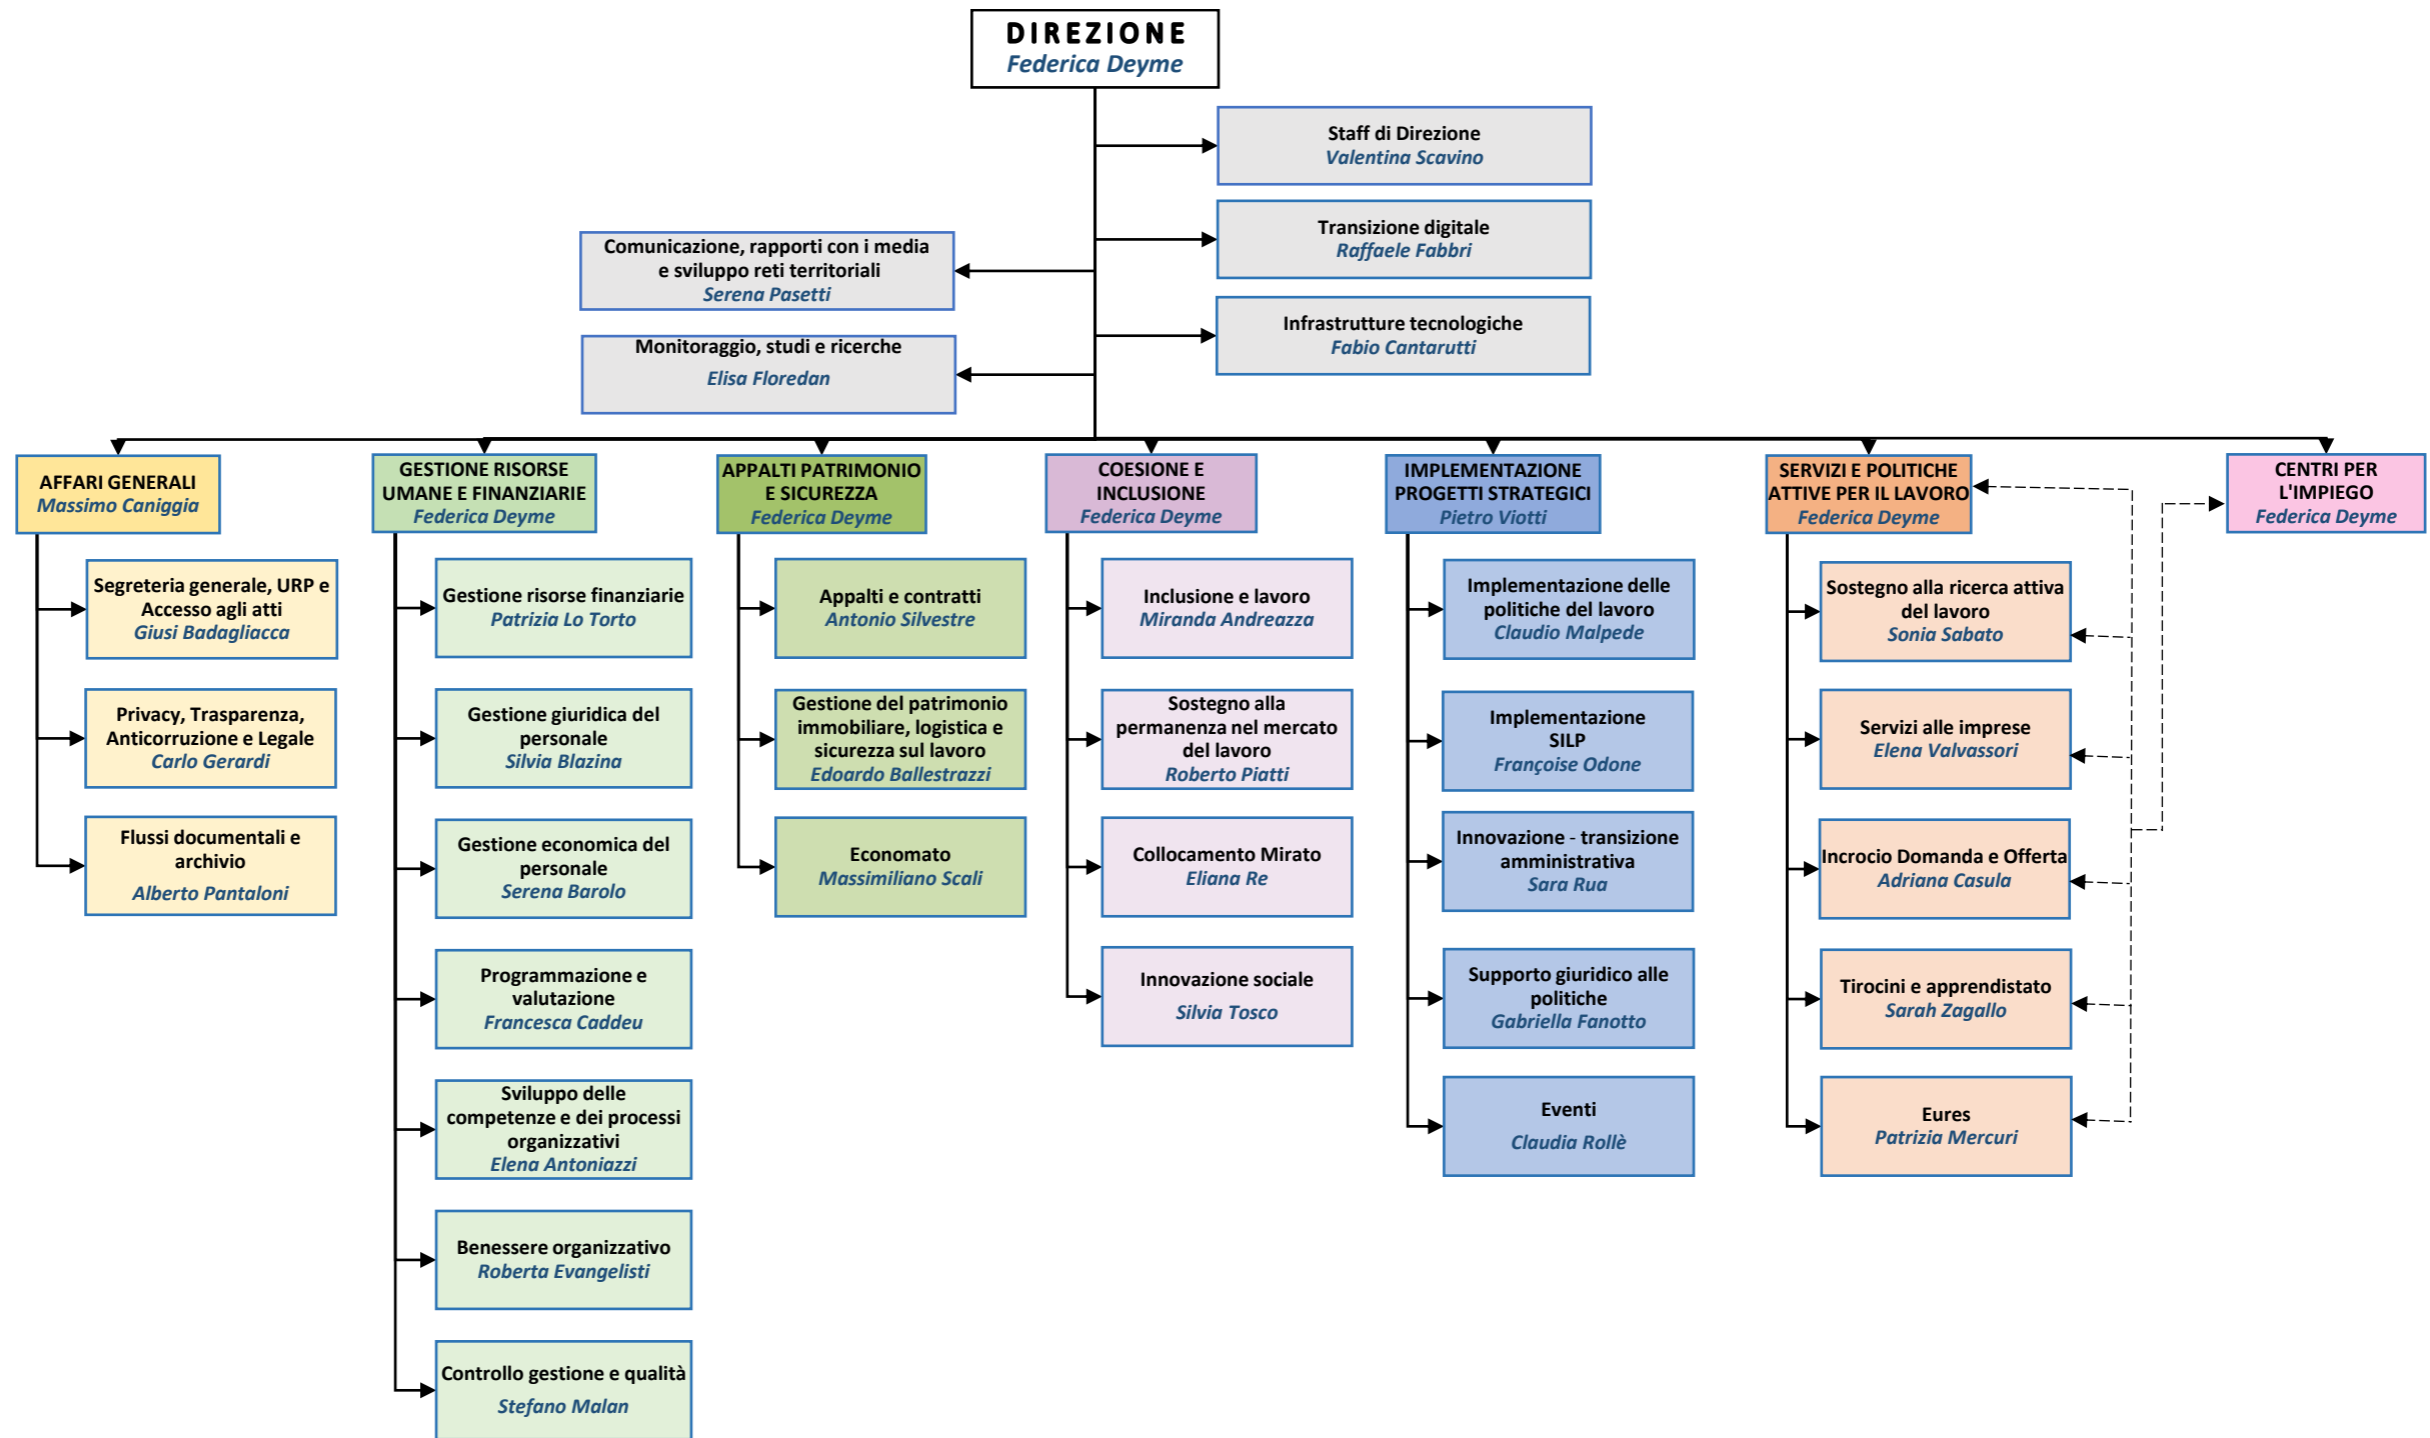 DIREZIONE
Federica Deyme
Staff di Direzione
Valentina Scavino
Transizione digitale
Raffaele Fabbri
Comunicazione, rapporti con i media
e sviluppo reti territoriali
Serena Pasetti
Infrastrutture tecnologiche
Fabio Cantarutti
Monitoraggio, studi e ricerche
Elisa Floredan
AFFARI GENERALI
Massimo Caniggia
Segreteria generale, URP e
Accesso agli atti
Giusi Badagliacca
Privacy, Trasparenza,
Anticorruzione e Legale
Carlo Gerardi
Flussi documentali e
archivio
Alberto Pantaloni
GESTIONE RISORSE
UMANE E FINANZIARIE
Federica Deyme
Gestione risorse finanziarie
Patrizia Lo Torto
Gestione giuridica del
personale
Silvia Blazina
Gestione economica del
personale
Serena Barolo
Programmazione e
valutazione
Francesca Caddeu
Sviluppo delle
competenze e dei processi
organizzativi
Elena Antoniazzi
Benessere organizzativo
Roberta Evangelisti
Controllo gestione e qualità
Stefano Malan
APPALTI PATRIMONIO
E SICUREZZA
Federica Deyme
Appalti e contratti
Antonio Silvestre
Gestione del patrimonio
immobiliare, logistica e
sicurezza sul lavoro
Edoardo Ballestrazzi
Economato
Massimiliano Scali
COESIONE E
INCLUSIONE
Federica Deyme
Inclusione e lavoro
Miranda Andreazza
Sostegno alla
permanenza nel mercato
del lavoro
Roberto Piatti
Collocamento Mirato
Eliana Re
Innovazione sociale
Silvia Tosco
IMPLEMENTAZIONE
PROGETTI STRATEGICI
Pietro Viotti
Implementazione delle
politiche del lavoro
Claudio Malpede
Implementazione
SILP
Françoise Odone
Innovazione - transizione
amministrativa
Sara Rua
Supporto giuridico alle
politiche
Gabriella Fanotto
Eventi
Claudia Rollè
SERVIZI E POLITICHE
ATTIVE PER IL LAVORO
Federica Deyme
Sostegno alla ricerca attiva
del lavoro
Sonia Sabato
Servizi alle imprese
Elena Valvassori
Incrocio Domanda e Offerta
Adriana Casula
Tirocini e apprendistato
Sarah Zagallo
Eures
Patrizia Mercuri
CENTRI PER
L'IMPIEGO
Federica Deyme